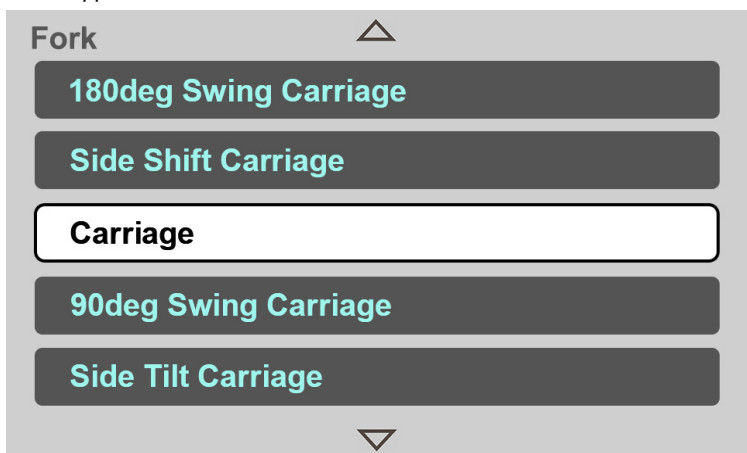 Fork
180deg Swing Carriage
Side Shift Carriage
Carriage
90deg Swing Carriage
Side Tilt Carriage